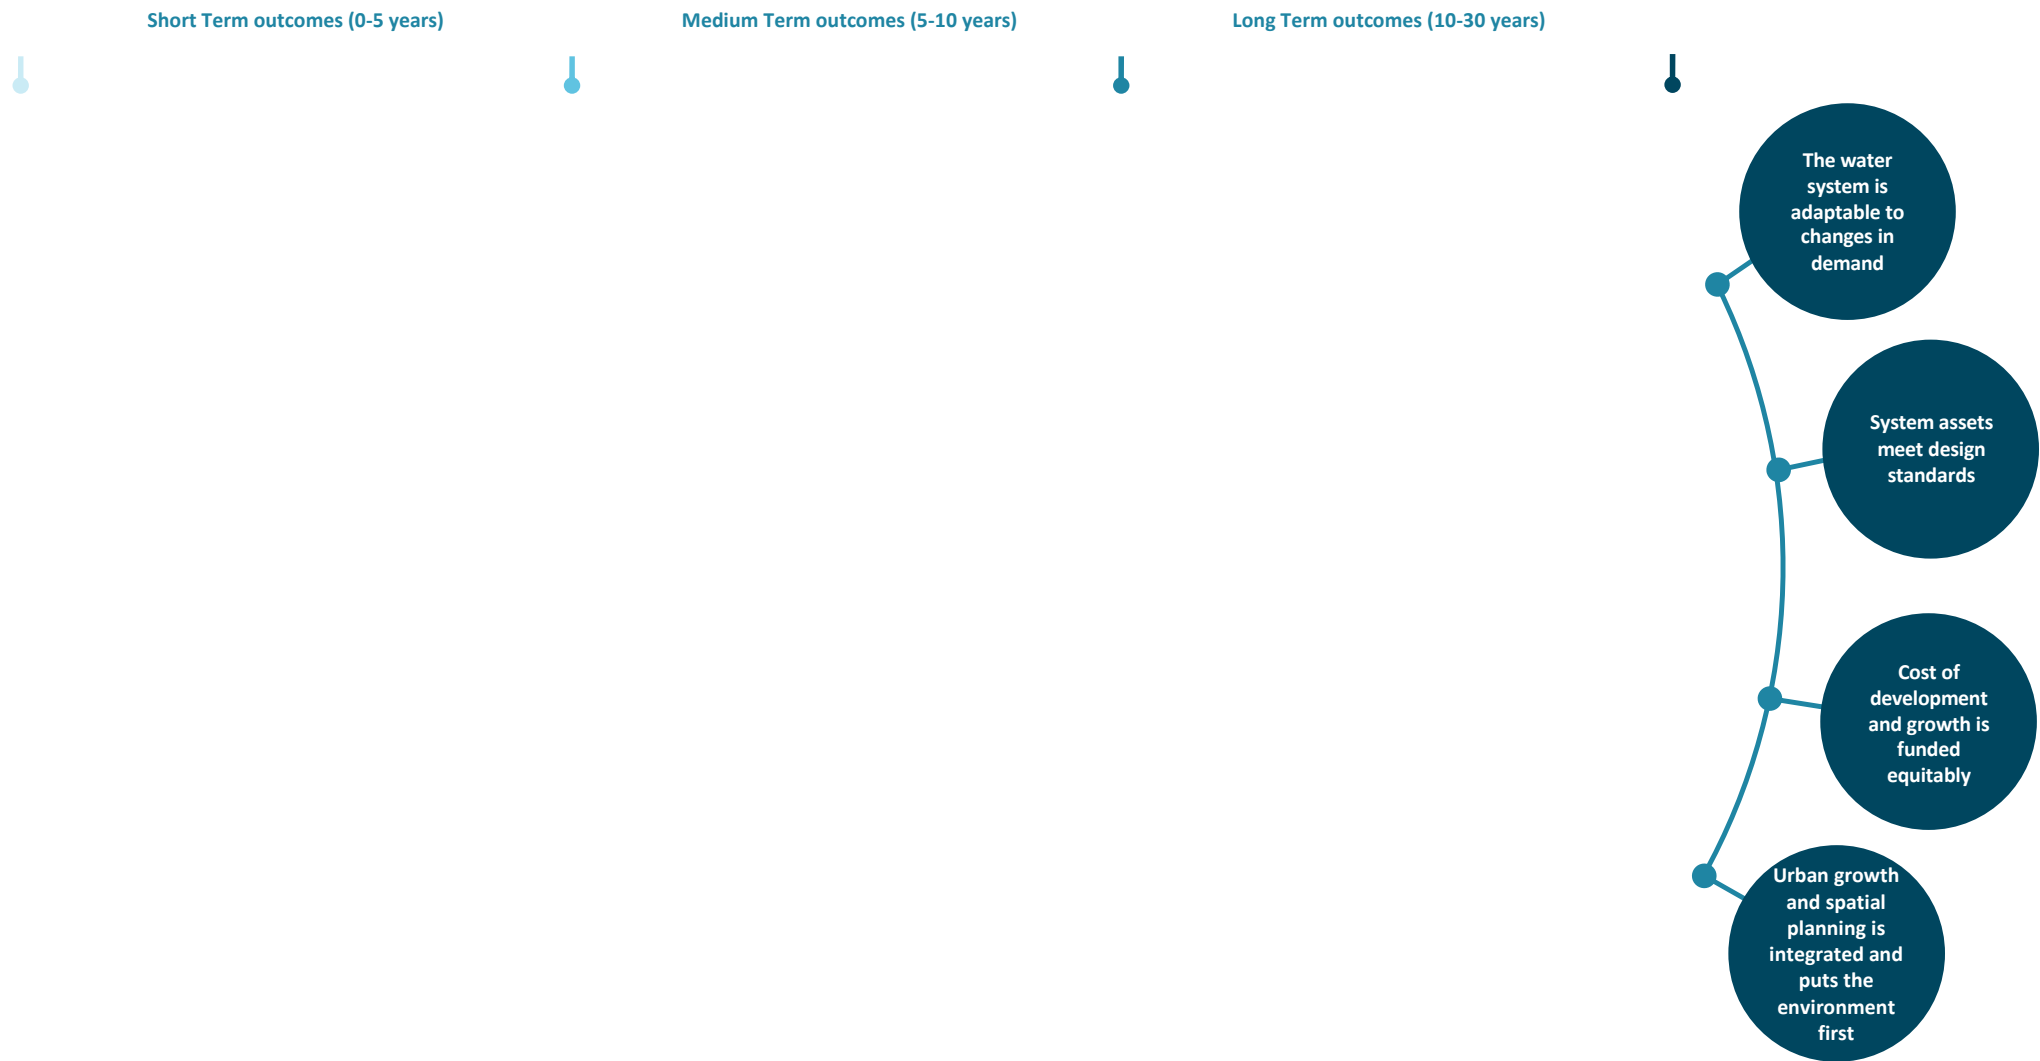 Short Term outcomes (0-5 years)
Medium Term outcomes (5-10 years)
Long Term outcomes (10-30 years)
The water
system is
adaptable to
changes in
demand
System assets
meet design
standards
Cost of
development
and growth is
funded
equitably
Urban growth
and spatial
planning is
integrated and
puts the
environment
first